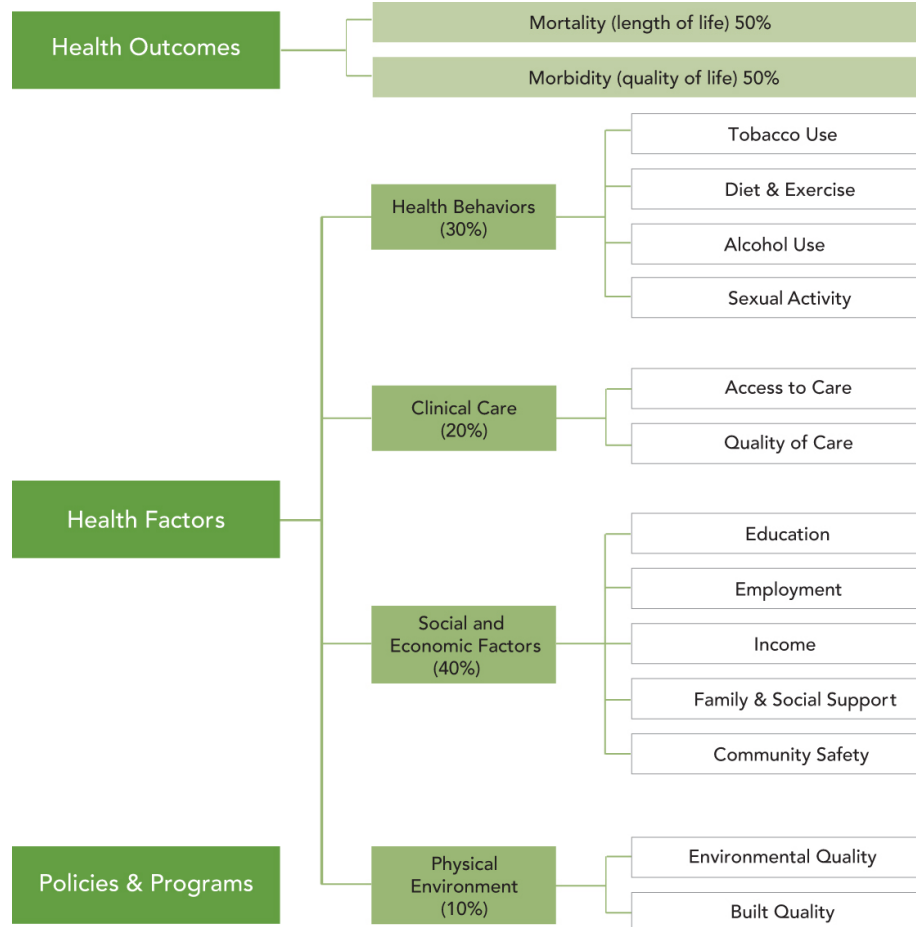 Health Outcomes
Mortality (length of life) 50%
Morbidity (quality of life) 50%
Health Factors
Health Behaviors
(30%)
Tobacco Use
Diet & Exercise
Alcohol Use
Sexual Activity
Clinical Care
(20%)
Access to Care
Quality of Care
Social and
Economic Factors
(40%)
Education
Employment
Income
Family & Social Support
Community Safety
Policies & Programs
Physical
Environment
(10%)
Environmental Quality
Built Quality